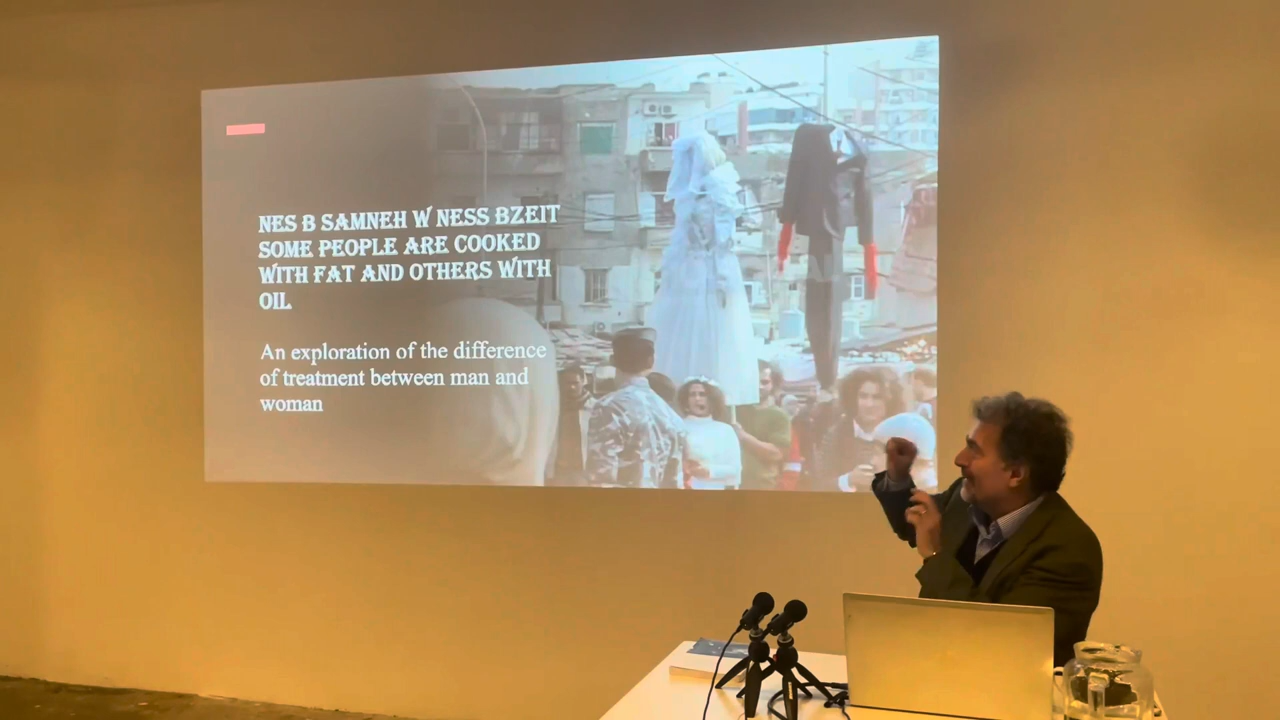 NES B SAMNEH W NESS BZEIT
SOME PEOPLE ARE COOKED
WITH FAT AND OTHERS WITH
OIL
An exploration of the difference
of treatment between man and
woman